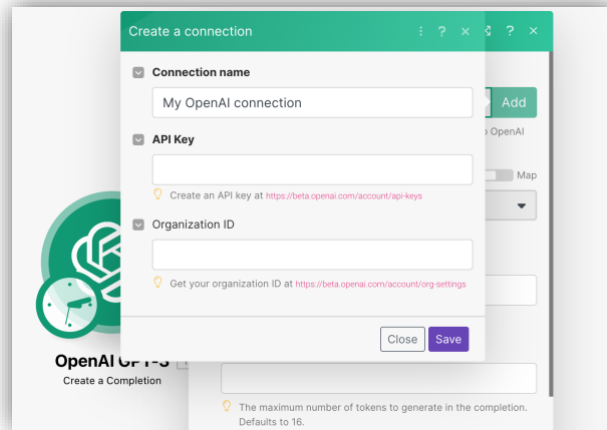 Create a connection
? ×
? ×
Connection name
My OpenAI connection
Add
OpenAI
API Key
Map
Create an API key at https://beta.openai.com/account/api-keys
Organization ID
Get your organization ID at https://beta.openai.com/account/org-settings
Close
Save
OpenAI GPT-3
Create a Completion
The maximum number of tokens to generate in the completion.
Defaults to 16.